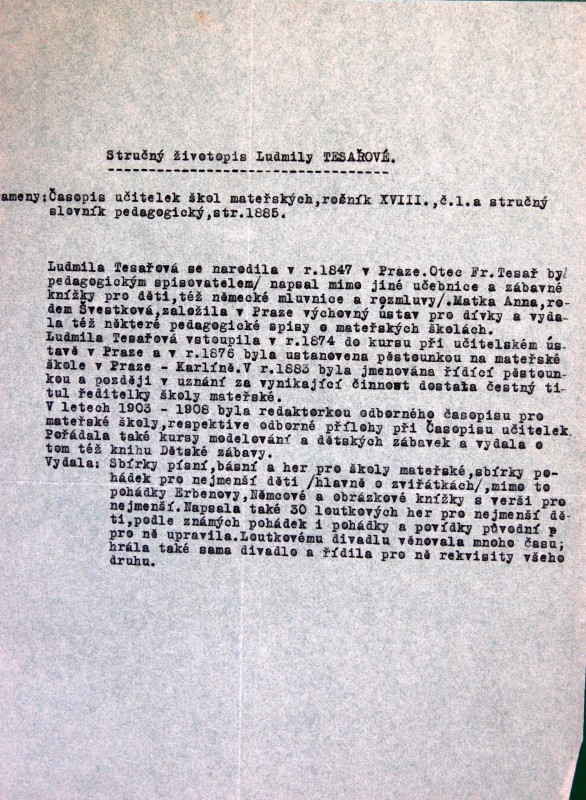 Stručný životopis Ludmily TESAŘOVÉ.
ameny:Časopis učitelek škol mateřských,ročník XVIII.,č.1.a stručný
slovník pedagogický,str.1885.
Ludmila Tesařová se narodila v r.1847 v Praze.Otec Fr.Tesař byl
pedagogickým spisovatelem/ napsal mimo jiné učebnice a zábavné
knížky pro děti,též německé mluvnice a rozmluvy/.Matka Anna,ro-
dem Švestková,založila v Praze výchovný ústav pro dívky a vyda-
la též některé pedagogické spisy o mateřských školách.
Ludmila Tesařová vstoupila v r.1874 do kursu při učitelském ús-
tavě v Praze a v r.1876 byla ustanovena pěstounkou na mateřské
škole v Praze - Karlíně.V r.1883 byla jmenována řídící pěstoun-
kou a později v uznání za vynikající činnost dostala čestný ti-
tul ředitelky školy mateřské.
V letech 1903 - 1908 byla redaktorkou odborného časopisu pro
mateřské školy,respektive odborné přílohy při Časopisu učitelek.
Pořádala také kursy modelování a dětských zábavek a vydala o
tom též knihu Dětské zábavy.
Vydala: Sbírky písní,básní a her pro školy mateřské,sbírky po-
hádek pro nejmenší děti /hlavně o zvířátkách/,mimo to
pohádky Erbenovy,Němcové a obrázkové knížky s verši pro
nejmenší.Napsala také 30 loutkových her pro nejmenší dě-
ti,podle známých pohádek i pohádky a povídky původní p
pro ně upravila.Loutkovému divadlu věnovala mnoho času;
hrála také sama divadlo a řídila pro ně rekvisity všeho
druhu.